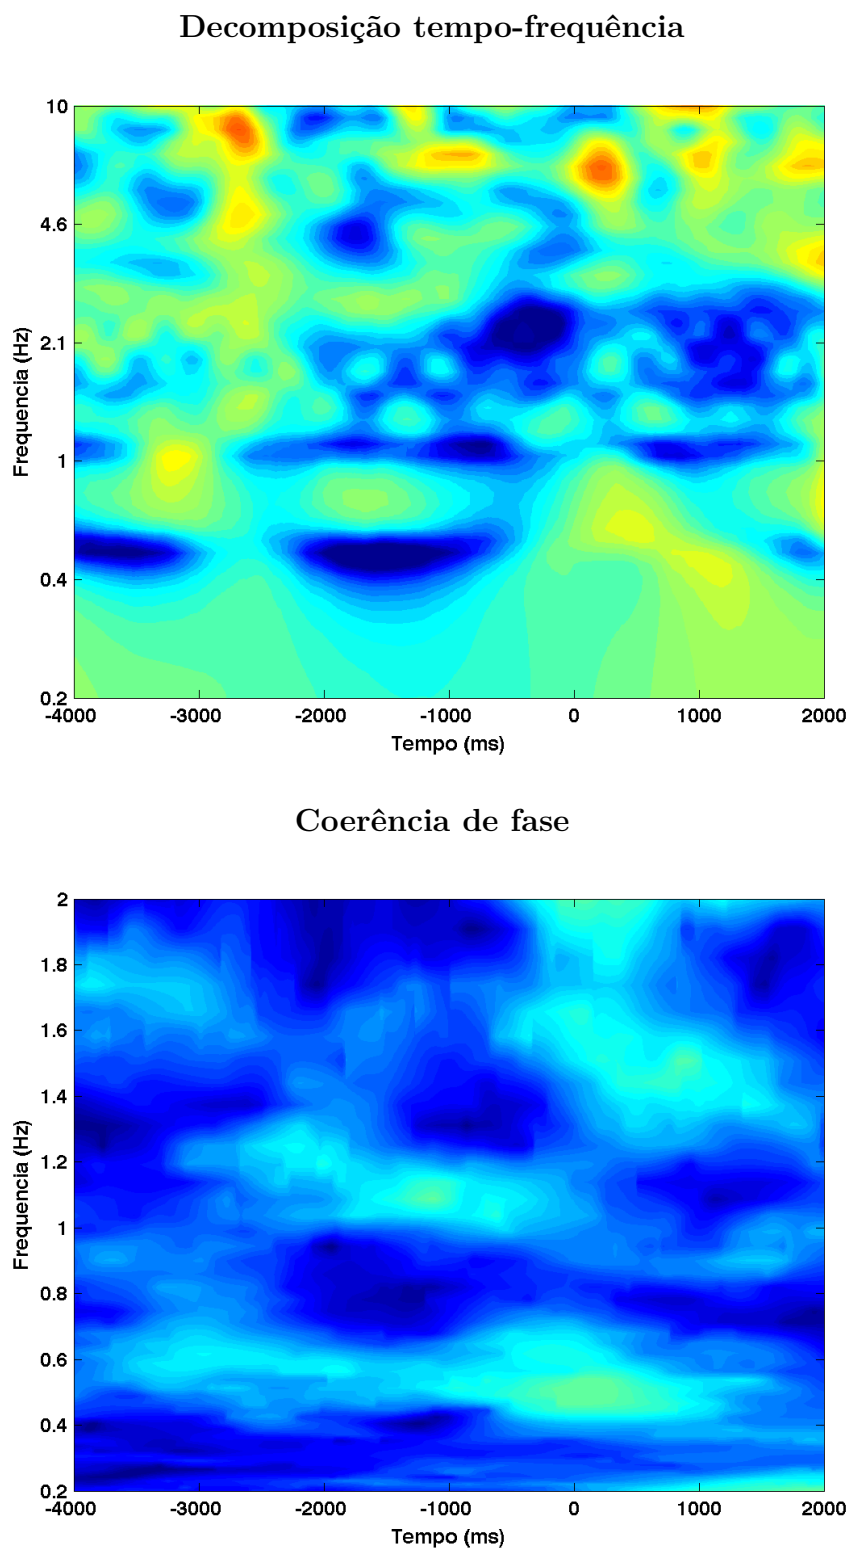 Decomposição tempo-frequência
10
4.6
2.1
1
0.4
0.2
Frequencia (Hz)
-4000 -3000 -2000 -1000 0 1000 2000
Tempo (ms)
Coerência de fase
2
1.8
1.6
1.4
1.2
1
0.8
0.6
0.4
0.2
Frequencia (Hz)
-4000 -3000 -2000 -1000 0 1000 2000
Tempo (ms)